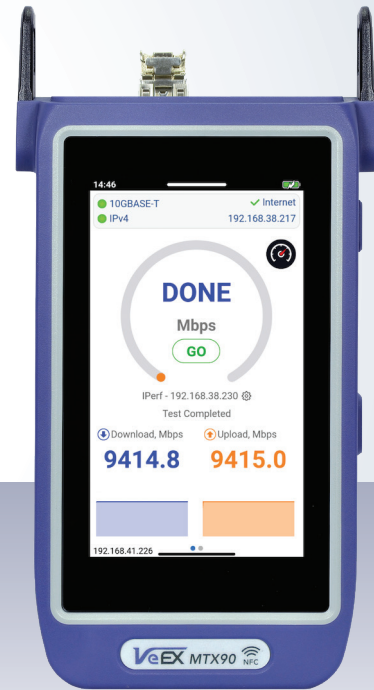 14:46
10GBASE-T ✓ Internet
IPv4 192.168.38.217
DONE
Mbps
GO
IPerf - 192.168.38.230
Test Completed
Download, Mbps Upload, Mbps
9414.8 9415.0
192.168.41.226
VeEX MTX90 NFC